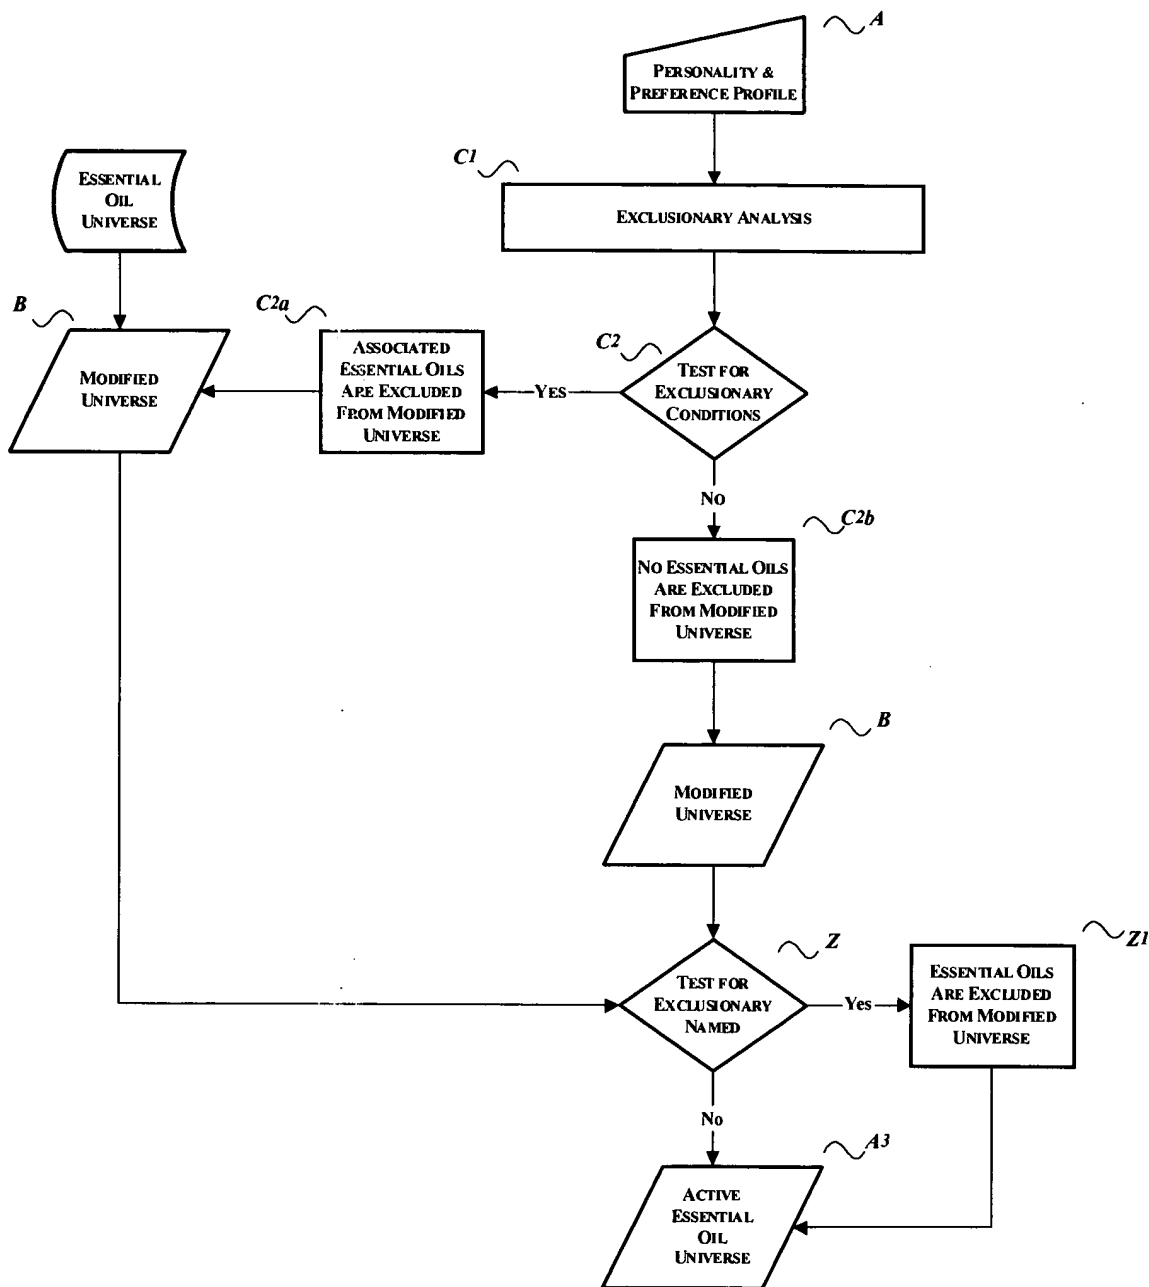 A
PERSONALITY &
PREFERENCE PROFILE
C1
EXCLUSIONARY ANALYSIS
ESSENTIAL
OIL
UNIVERSE
B
MODIFIED
UNIVERSE
C2a
ASSOCIATED
ESSENTIAL OILS
ARE EXCLUDED
FROM MODIFIED
UNIVERSE
YES
C2
TEST FOR
EXCLUSIONARY
CONDITIONS
NO
C2b
NO ESSENTIAL OILS
ARE EXCLUDED
FROM MODIFIED
UNIVERSE
B
MODIFIED
UNIVERSE
Z
TEST FOR
EXCLUSIONARY
NAMED
Yes
Z1
ESSENTIAL OILS
ARE EXCLUDED
FROM MODIFIED
UNIVERSE
No
A3
ACTIVE
ESSENTIAL
OIL
UNIVERSE